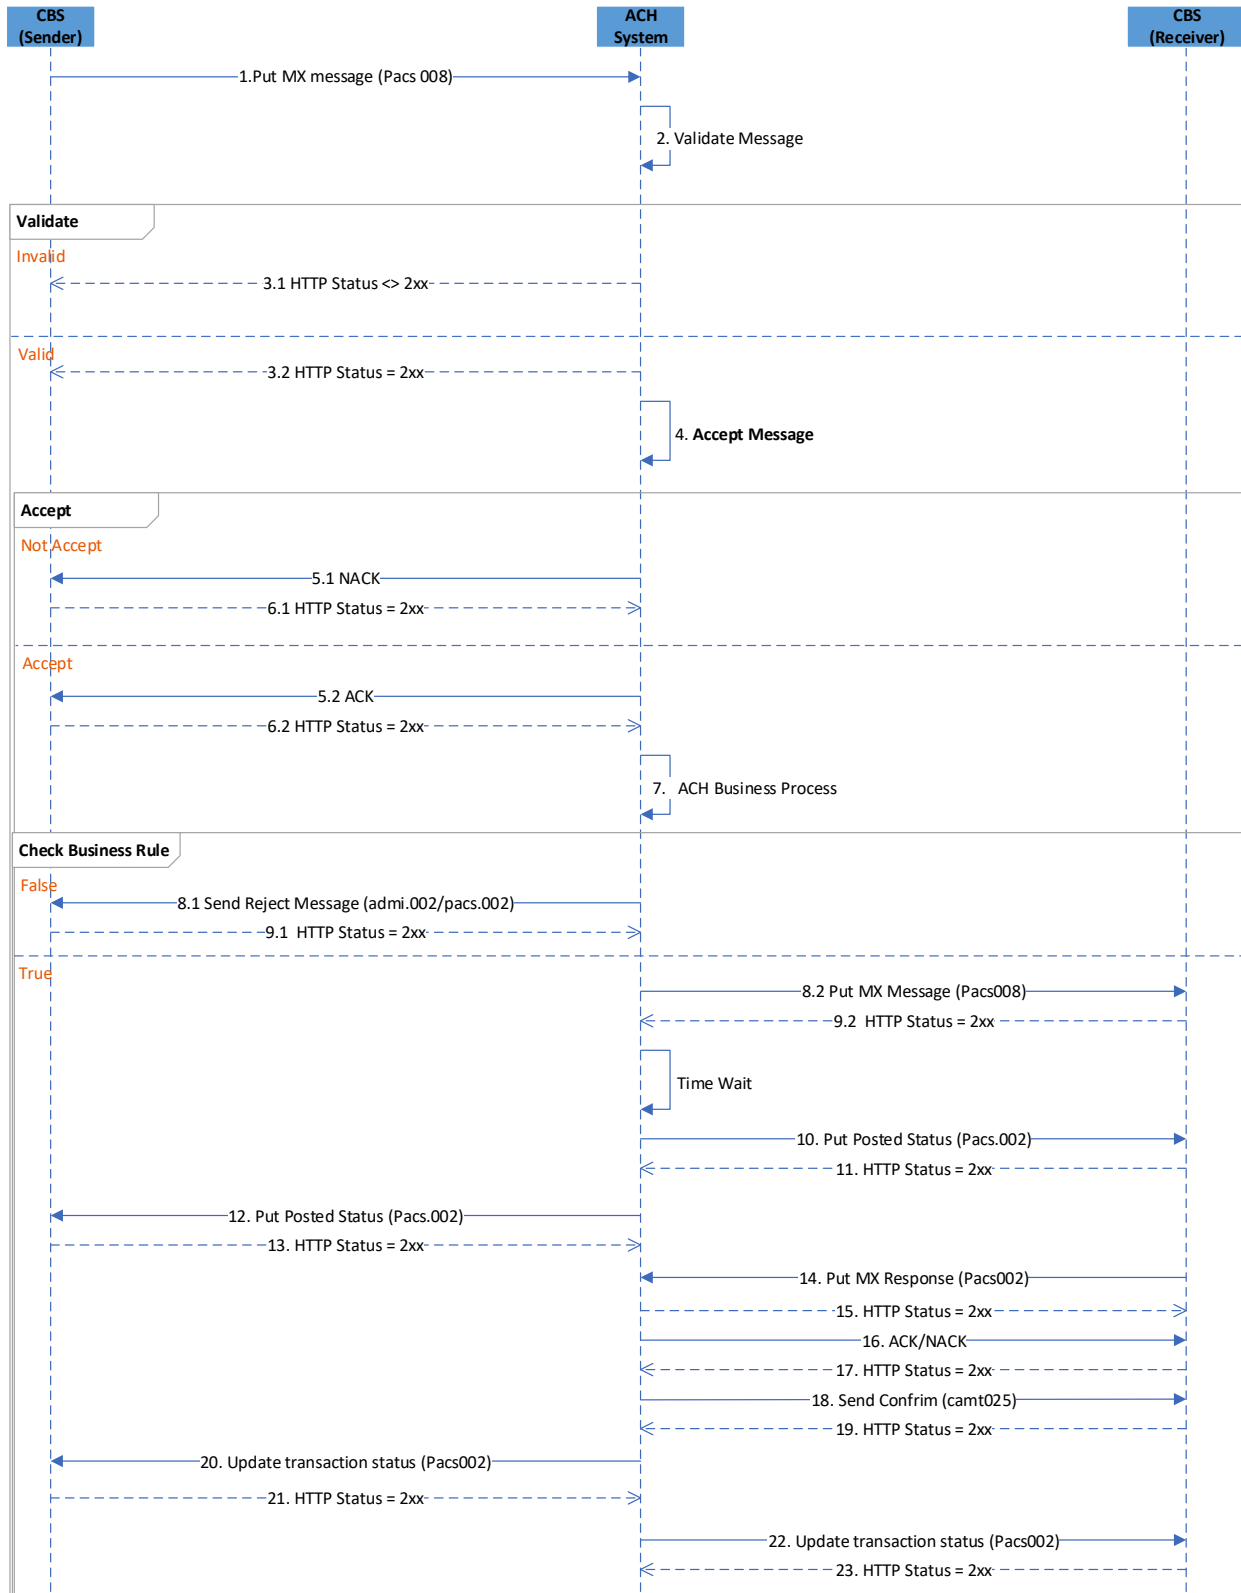 CBS
(Sender)
ACH
System
CBS
(Receiver)
1.Put MX message (Pacs 008)
2. Validate Message
Validate
Invalid
3.1 HTTP Status <> 2xx
Valid
3.2 HTTP Status = 2xx
4. Accept Message
Accept
Not Accept
5.1 NACK
6.1 HTTP Status = 2xx
Accept
5.2 ACK
6.2 HTTP Status = 2xx
7. ACH Business Process
Check Business Rule
False
8.1 Send Reject Message (admi.002/pacs.002)
9.1 HTTP Status = 2xx
True
8.2 Put MX Message (Pacs008)
9.2 HTTP Status = 2xx
Time Wait
10. Put Posted Status (Pacs.002)
11. HTTP Status = 2xx
12. Put Posted Status (Pacs.002)
13. HTTP Status = 2xx
14. Put MX Response (Pacs002)
15. HTTP Status = 2xx
16. ACK/NACK
17. HTTP Status = 2xx
18. Send Confrim (camt025)
19. HTTP Status = 2xx
20. Update transaction status (Pacs002)
21. HTTP Status = 2xx
22. Update transaction status (Pacs002)
23. HTTP Status = 2xx